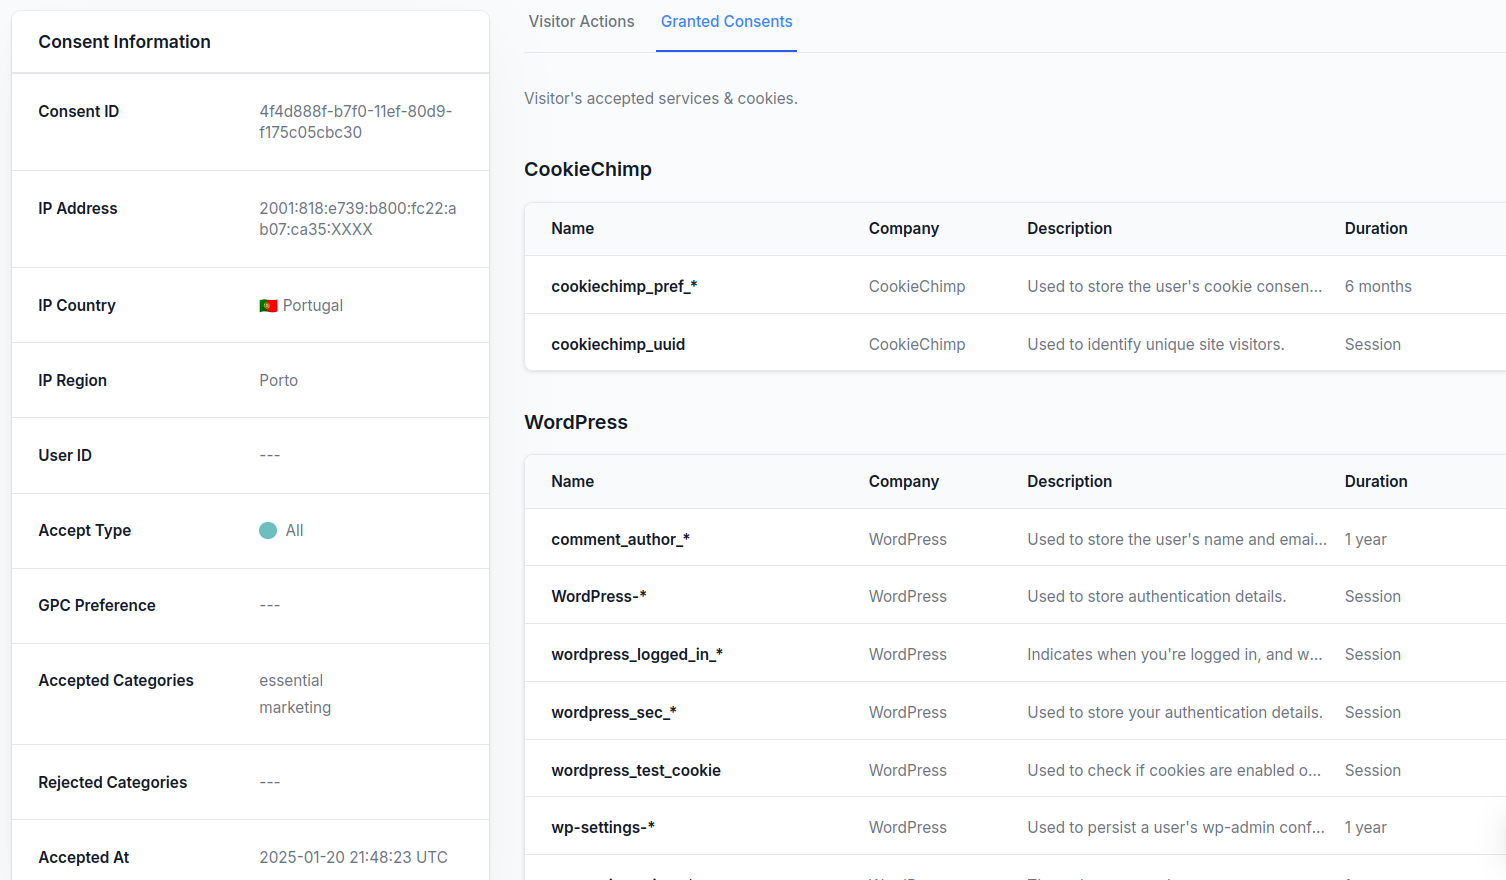 Consent Information
Consent ID
4f4d888f-b7f0-11ef-80d9-
f175c05cbc30
IP Address
2001:818:e739:b800:fc22:a
b07:ca35:XXXX
IP Country
Portugal
IP Region
Porto
User ID
---
Accept Type
All
GPC Preference
---
Accepted Categories
essential
marketing
Rejected Categories
---
Accepted At
2025-01-20 21:48:23 UTC
Visitor Actions Granted Consents
Visitor's accepted services & cookies.
CookieChimp
Name Company Description Duration
cookiechimp_pref_* CookieChimp Used to store the user's cookie consen... 6 months
cookiechimp_uuid CookieChimp Used to identify unique site visitors. Session
WordPress
Name Company Description Duration
comment_author_* WordPress Used to store the user's name and emai... 1 year
WordPress-* WordPress Used to store authentication details. Session
wordpress_logged_in_* WordPress Indicates when you're logged in, and w... Session
wordpress_sec_* WordPress Used to store your authentication details. Session
wordpress_test_cookie WordPress Used to check if cookies are enabled o... Session
wp-settings-* WordPress Used to persist a user's wp-admin conf... 1 year